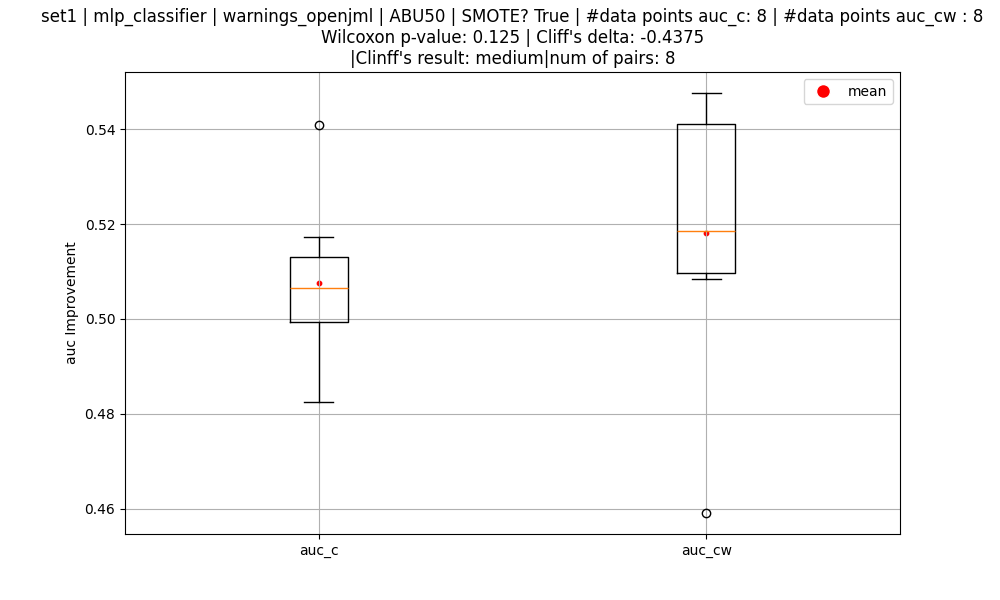 set1 | mlp_classifier | warnings_openjml | ABU50 | SMOTE? True | #data points auc_c: 8 | #data points auc_cw : 8
Wilcoxon p-value: 0.125 | Cliff's delta: -0.4375
|Clinff's result: medium|num of pairs: 8
mean
0.54
0.52
0.50
0.48
0.46
auc Improvement
auc_c
auc_cw